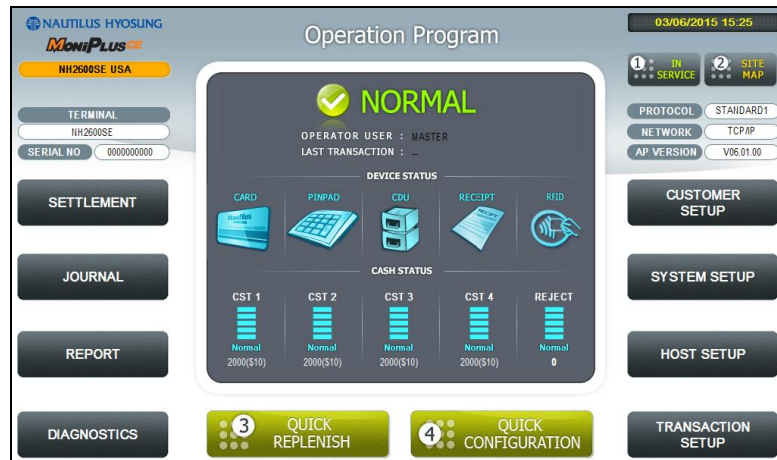 NAUTILUS HYOSUNG
MoniPlusCE
NH2600SE USA
Operation Program
03/06/2015 15:25
1 IN SERVICE
2 SITE MAP
TERMINAL
NH2600SE
SERIAL NO 0000000000
PROTOCOL STANDARD1
NETWORK TCP/IP
AP VERSION V06.01.00
NORMAL
OPERATOR USER : MASTER
LAST TRANSACTION : _
DEVICE STATUS
CARD PINPAD CDU RECEIPT RFID
Nautilus
RECIPT
CASH STATUS
CST 1 CST 2 CST 3 CST 4 REJECT
Normal Normal Normal Normal Normal
2000($10) 2000($10) 2000($10) 2000($10) 0
SETTLEMENT
JOURNAL
REPORT
DIAGNOSTICS
CUSTOMER
SETUP
SYSTEM SETUP
HOST SETUP
TRANSACTION
SETUP
3 QUICK
REPLENISH
4 QUICK
CONFIGURATION